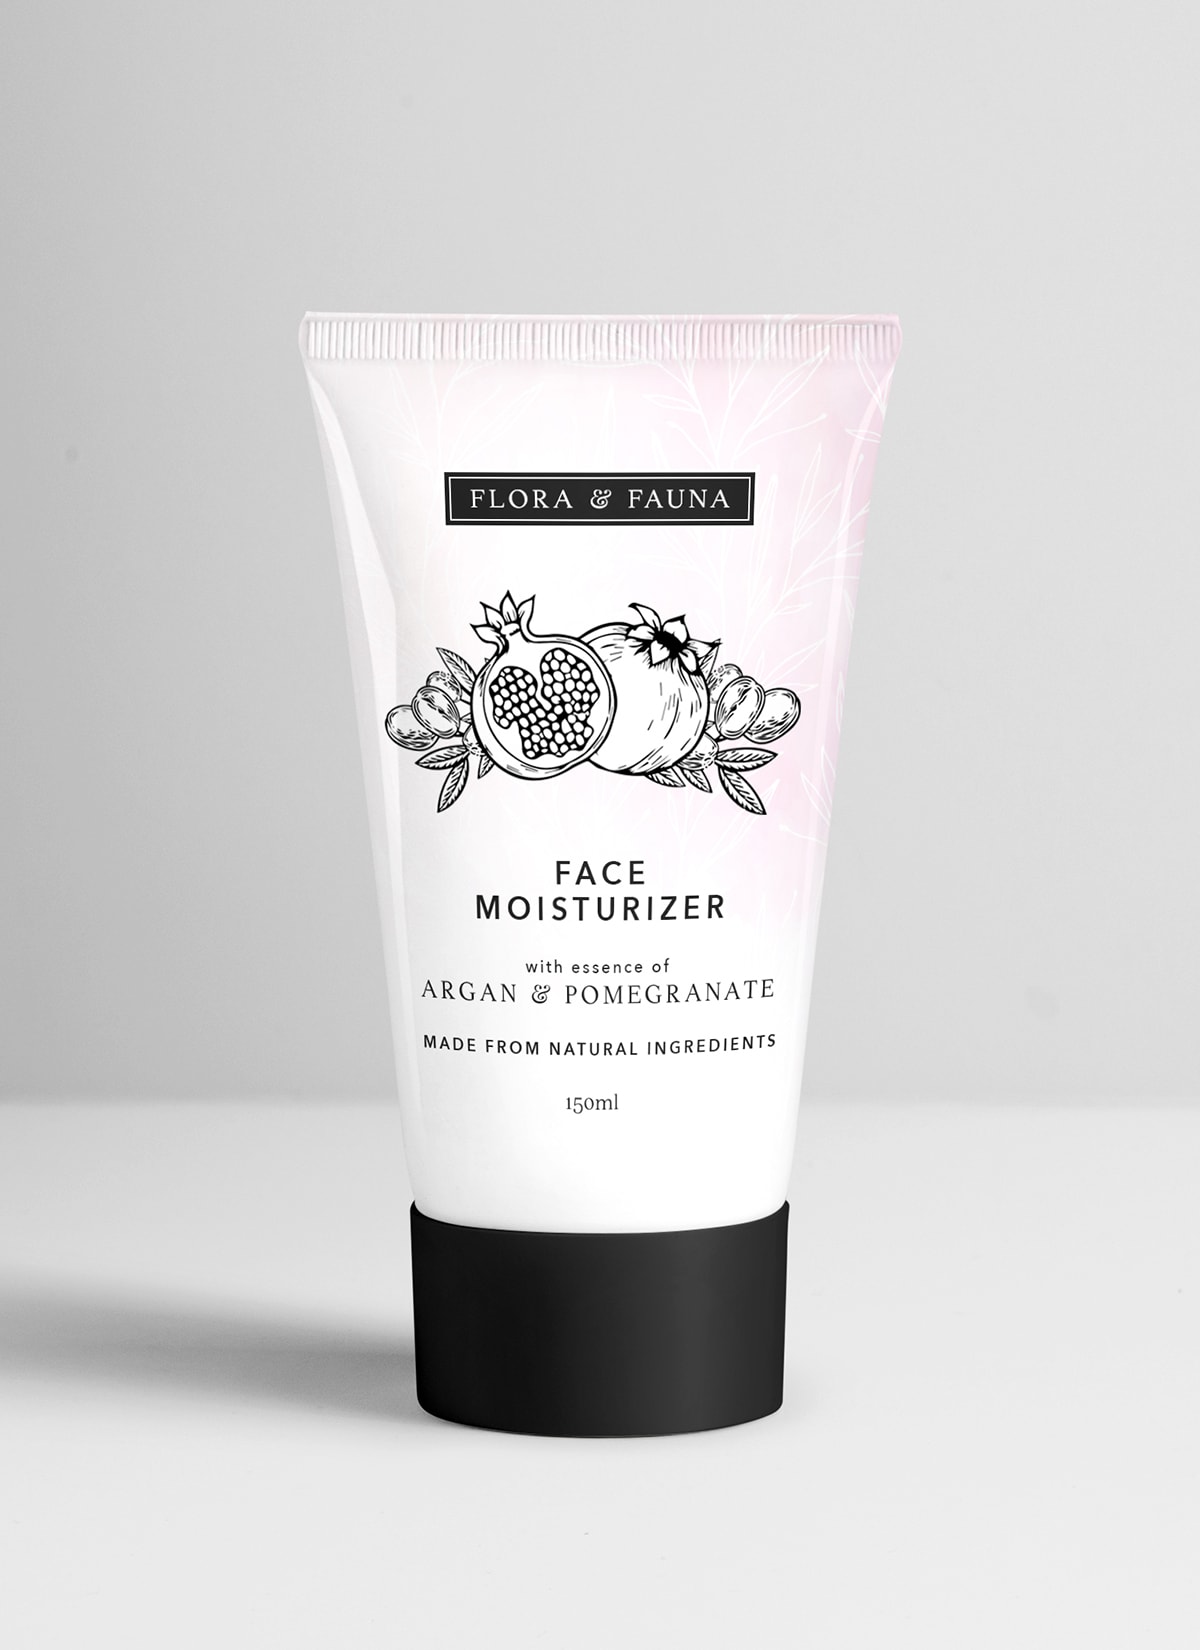 FLORA & FAUNA
FACE
MOISTURIZER
with essence of
ARGAN & POMEGRANATE
MADE FROM NATURAL INGREDIENTS
150ml